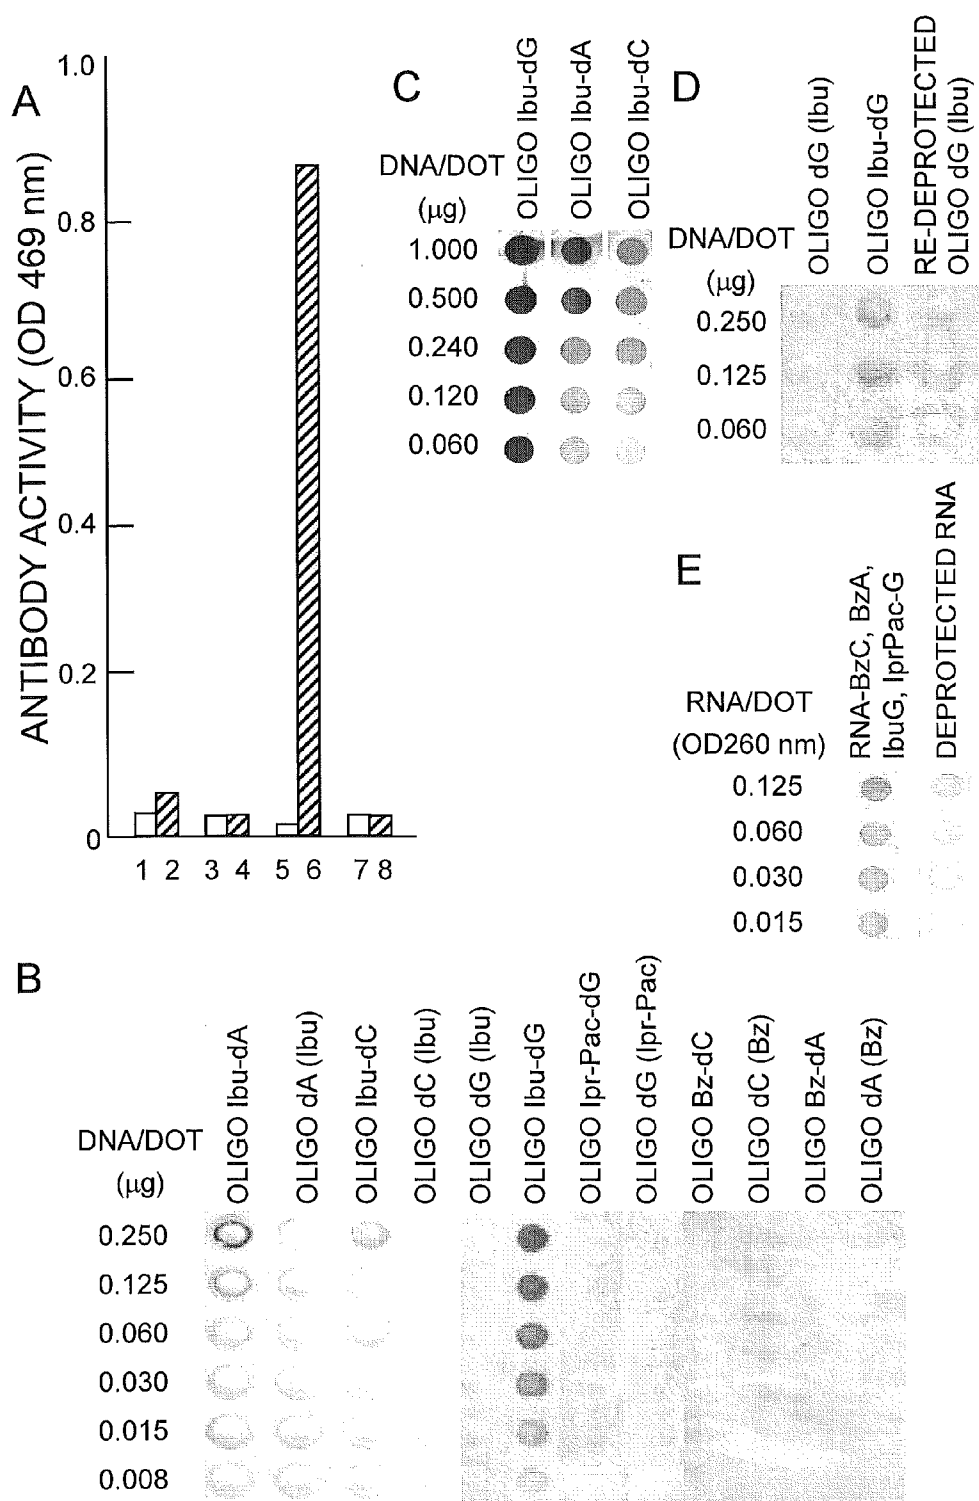 A
ANTIBODY ACTIVITY (OD 469 nm)
1.0
0.8
0.6
0.4
0.2
0
1 2 3 4 5 6 7 8
C
DNA/DOT
(μg)
OLIGO Ibu-dG
OLIGO Ibu-dA
OLIGO Ibu-dC
1.000
0.500
0.240
0.120
0.060
D
DNA/DOT
(μg)
OLIGO dG (Ibu)
OLIGO Ibu-dG
RE-DEPROTECTED
OLIGO dG (Ibu)
0.250
0.125
0.060
E
RNA/DOT
(OD260 nm)
RNA-BzC, BzA,
IbuG, IprPac-G
DEPROTECTED RNA
0.125
0.060
0.030
0.015
B
DNA/DOT
(μg)
OLIGO Ibu-dA
OLIGO dA (Ibu)
OLIGO Ibu-dC
OLIGO dC (Ibu)
OLIGO dG (Ibu)
OLIGO Ibu-dG
OLIGO Ipr-Pac-dG
OLIGO dG (Ipr-Pac)
OLIGO Bz-dC
OLIGO dC (Bz)
OLIGO Bz-dA
OLIGO dA (Bz)
0.250
0.125
0.060
0.030
0.015
0.008